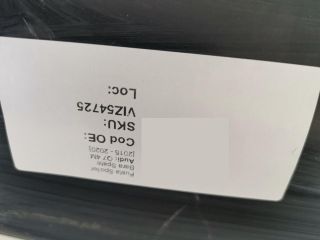 Fusta Spoiler
Bara Spate
Audi Q7 4M
[2015 - 2020]
Cod OE:
SKU:
VIZ54725
Loc: